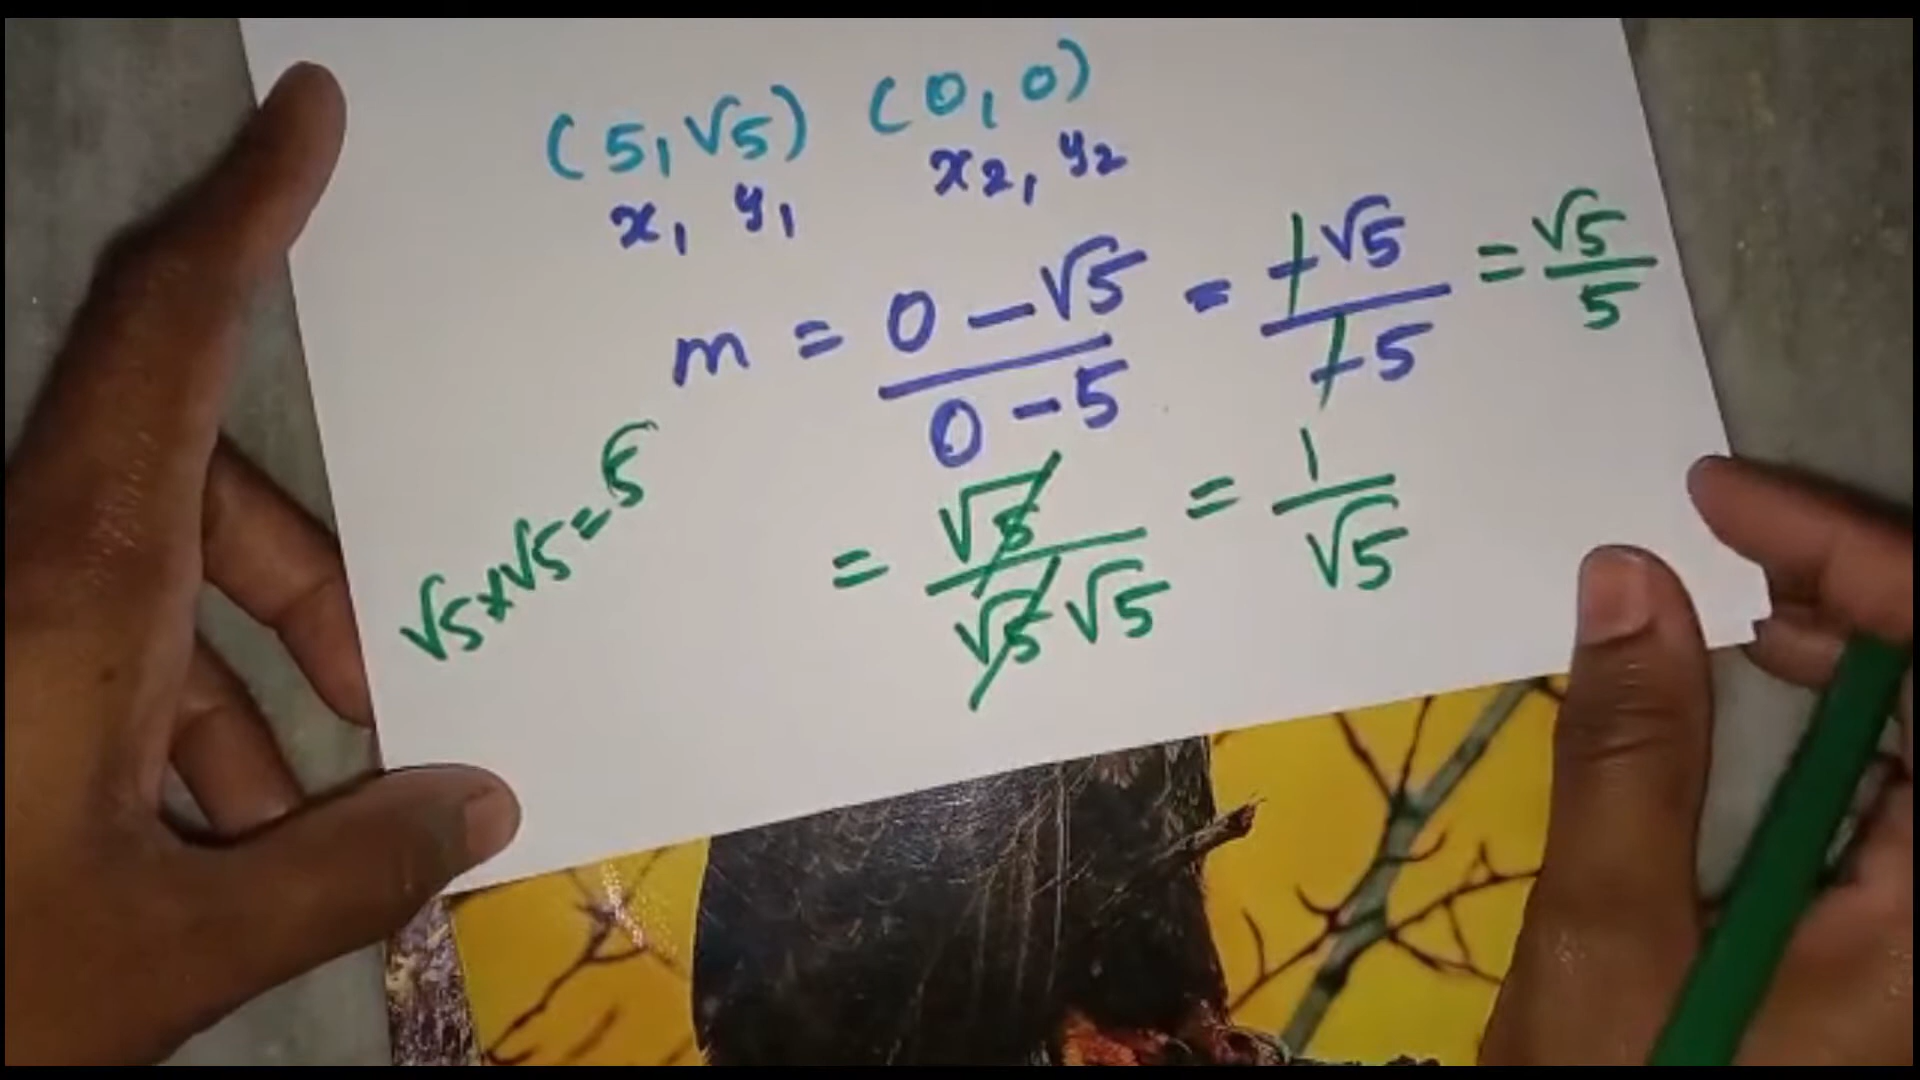 (5,√5) (0,0)
x₁ y₁ x₂, y₂
m = 0-√5/0-5 = -√5/-5 = √5/5
√5×√5=5
= √5/√5√5 = 1/√5